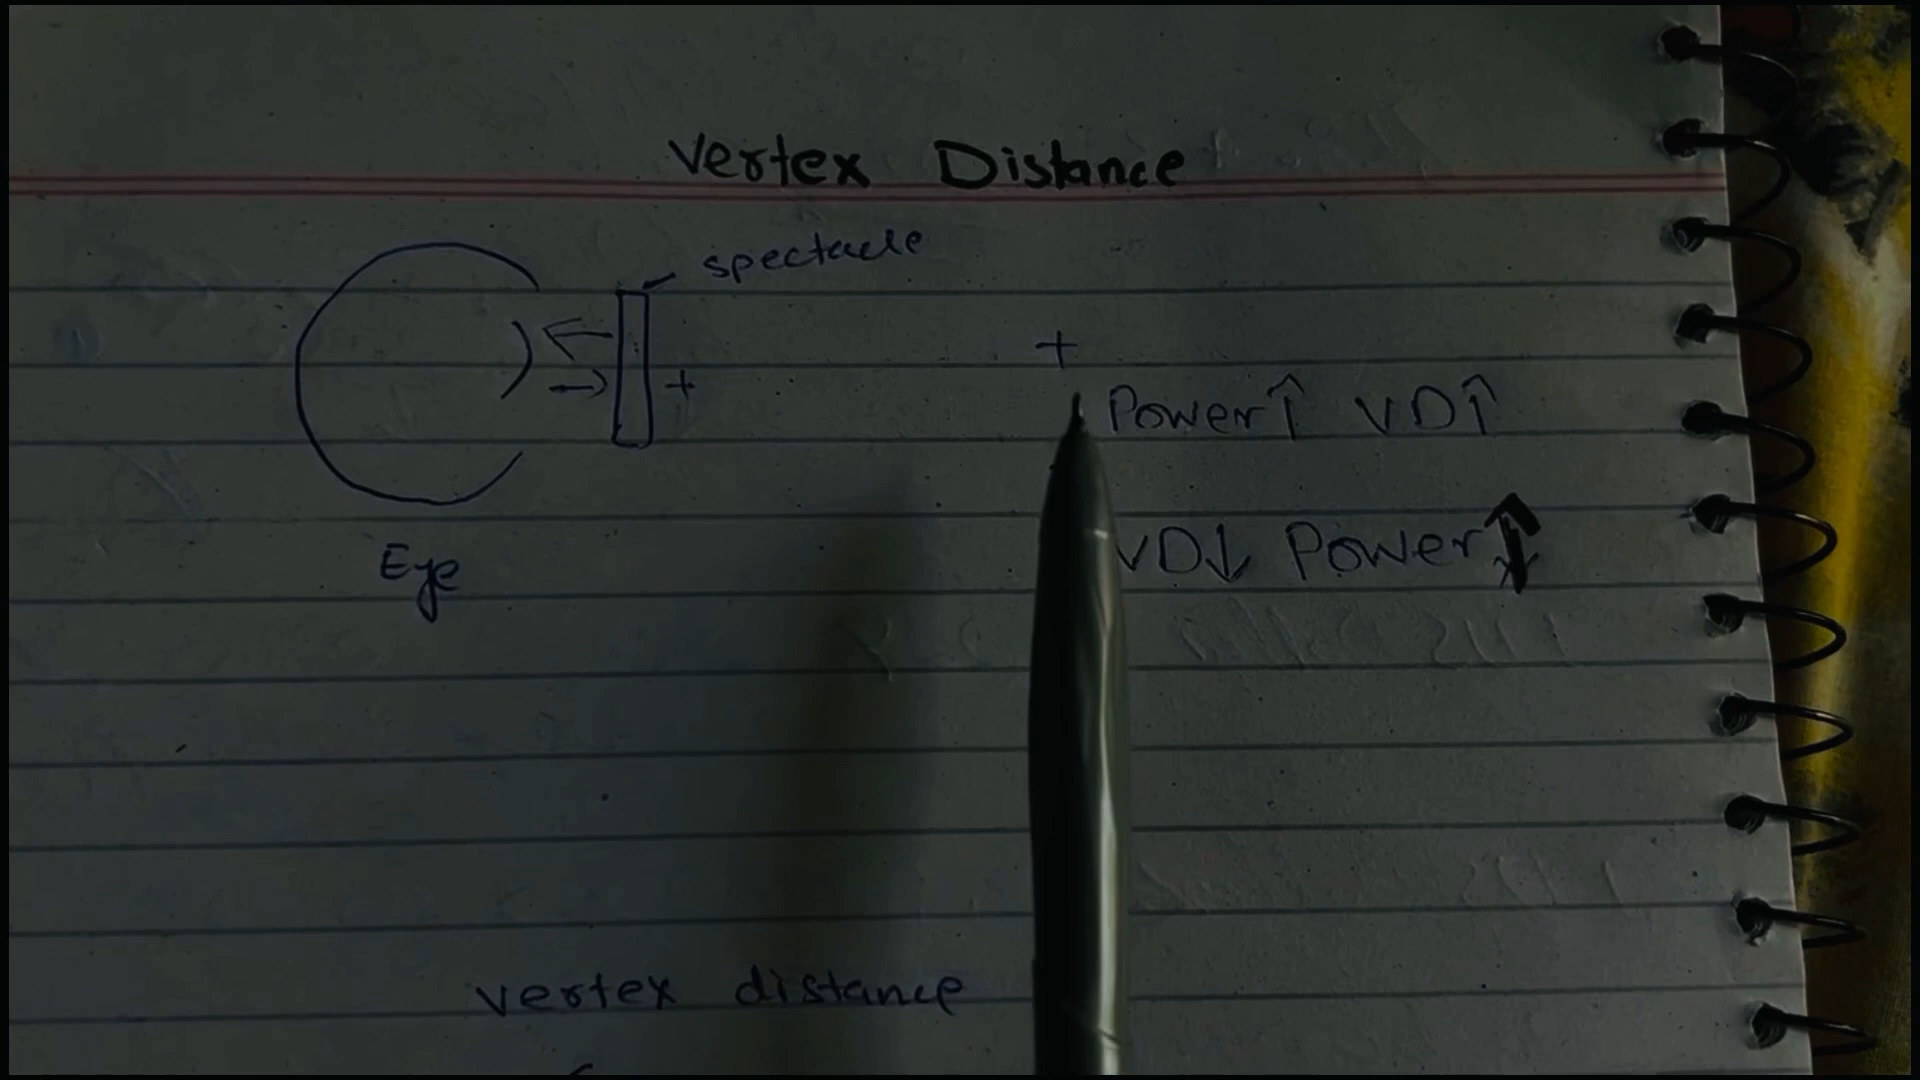 Vertex Distance
spectacle
+
+
Power↑ VD↑
VD↓ Power↑
Eye
vertex distance